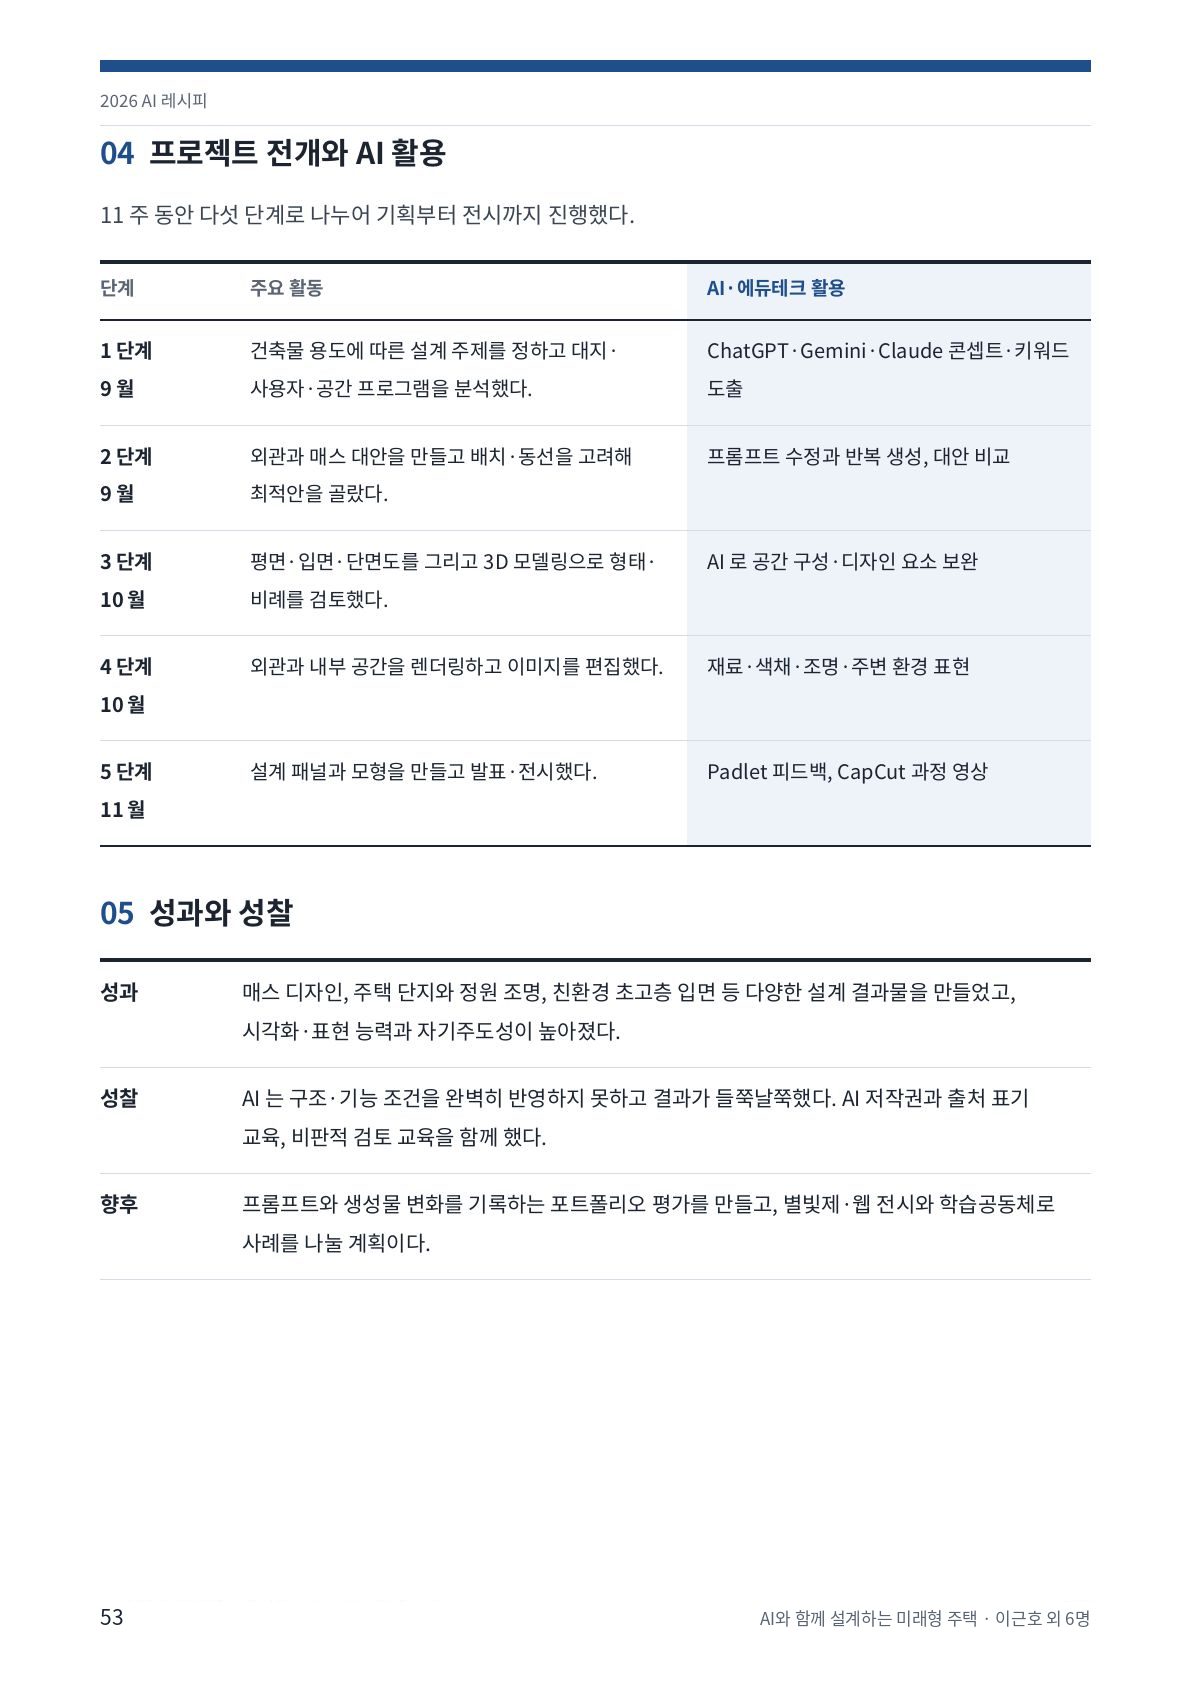 2026 AI 레시피
04 프로젝트 전개와 AI 활용
11 주 동안 다섯 단계로 나누어 기획부터 전시까지 진행했다.
단계 주요 활동 AI·에듀테크 활용
1 단계 건축물 용도에 따른 설계 주제를 정하고 대지· ChatGPT·Gemini·Claude 콘셉트·키워드
9 월 사용자·공간 프로그램을 분석했다. 도출
2 단계 외관과 매스 대안을 만들고 배치·동선을 고려해 프롬프트 수정과 반복 생성, 대안 비교
9 월 최적안을 골랐다.
3 단계 평면·입면·단면도를 그리고 3D 모델링으로 형태· AI 로 공간 구성·디자인 요소 보완
10 월 비례를 검토했다.
4 단계 외관과 내부 공간을 렌더링하고 이미지를 편집했다. 재료·색채·조명·주변 환경 표현
10 월
5 단계 설계 패널과 모형을 만들고 발표·전시했다. Padlet 피드백, CapCut 과정 영상
11 월
05 성과와 성찰
성과 매스 디자인, 주택 단지와 정원 조명, 친환경 초고층 입면 등 다양한 설계 결과물을 만들었고,
시각화·표현 능력과 자기주도성이 높아졌다.
성찰 AI 는 구조·기능 조건을 완벽히 반영하지 못하고 결과가 들쭉날쭉했다. AI 저작권과 출처 표기
교육, 비판적 검토 교육을 함께 했다.
향후 프롬프트와 생성물 변화를 기록하는 포트폴리오 평가를 만들고, 별빛제·웹 전시와 학습공동체로
사례를 나눌 계획이다.
53 AI와 함께 설계하는 미래형 주택 · 이근호 외 6명